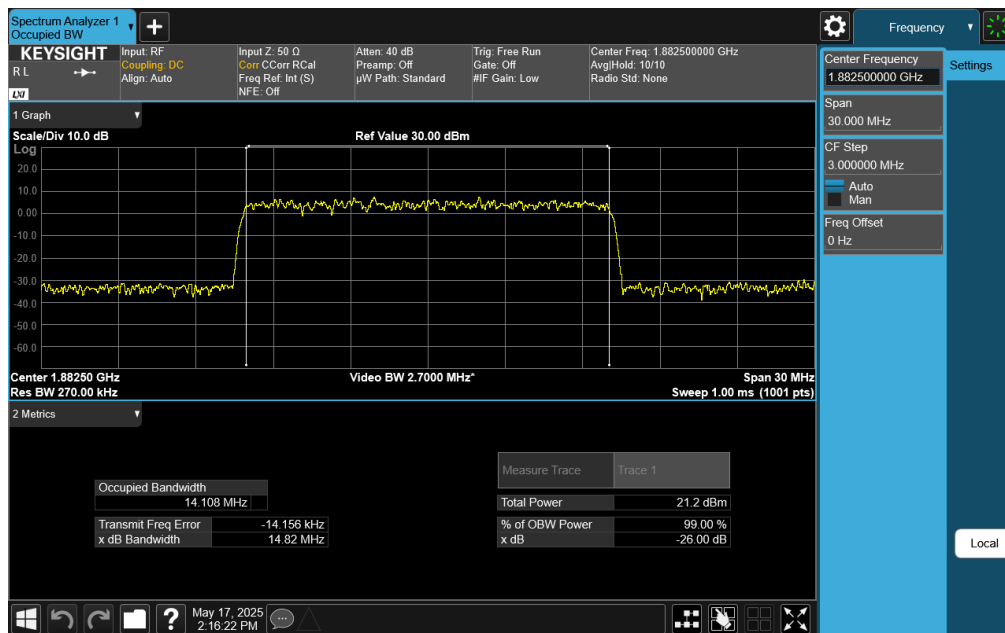 Spectrum Analyzer 1
Occupied BW
Frequency
KEYSIGHT
R L
LXI
Input: RF
Coupling: DC
Align: Auto
Input Z: 50 Ω
Corr CCorr RCal
Freq Ref: Int (S)
NFE: Off
Atten: 40 dB
Preamp: Off
µW Path: Standard
Trig: Free Run
Gate: Off
#IF Gain: Low
Center Freq: 1.882500000 GHz
Avg|Hold: 10/10
Radio Std: None
Center Frequency
1.882500000 GHz
Settings
Span
30.000 MHz
CF Step
3.000000 MHz
Auto
Man
Freq Offset
0 Hz
1 Graph
Scale/Div 10.0 dB
Ref Value 30.00 dBm
Log
20.0
10.0
0.00
-10.0
-20.0
-30.0
-40.0
-50.0
-60.0
Center 1.88250 GHz
Video BW 2.7000 MHz*
Span 30 MHz
Res BW 270.00 kHz
Sweep 1.00 ms (1001 pts)
2 Metrics
Measure Trace
Trace 1
Occupied Bandwidth
14.108 MHz
Total Power
21.2 dBm
Transmit Freq Error
-14.156 kHz
% of OBW Power
99.00 %
x dB Bandwidth
14.82 MHz
x dB
-26.00 dB
Local
?
May 17, 2025
2:16:22 PM